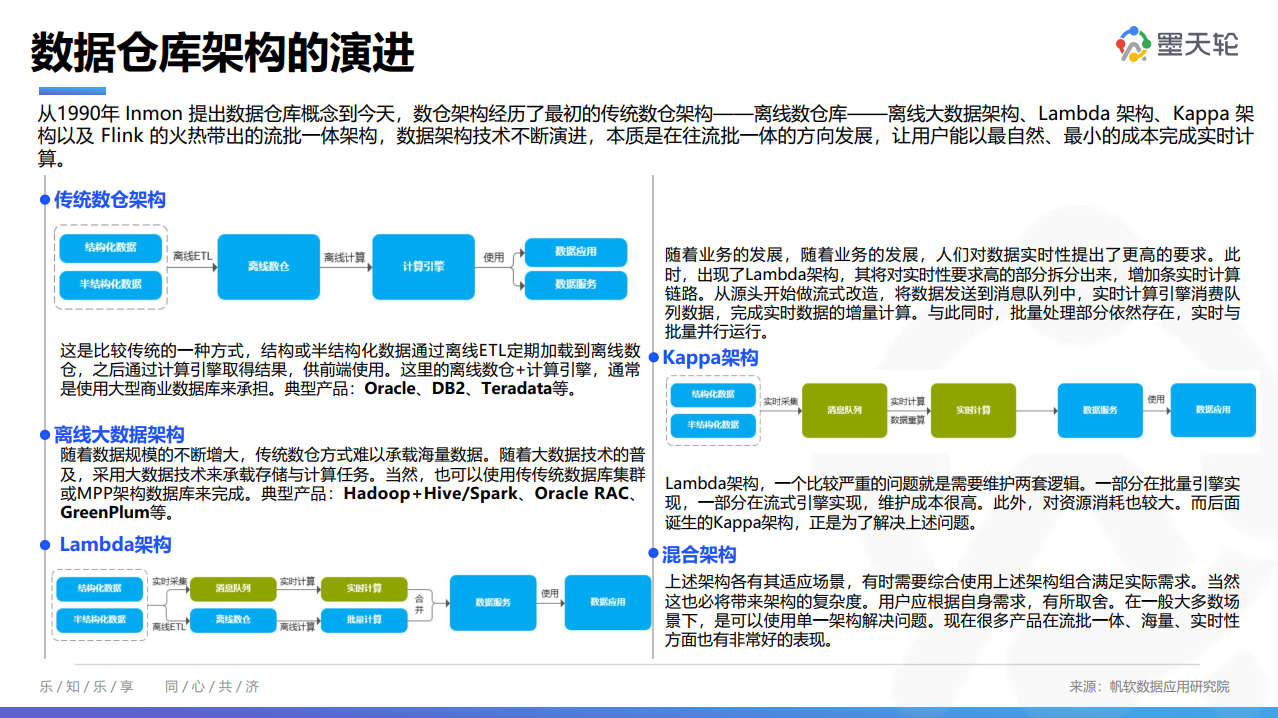 数据仓库架构的演进
墨天轮
从1990年 Inmon 提出数据仓库概念到今天，数仓架构经历了最初的传统数仓架构——离线数仓库——离线大数据架构、Lambda 架构、Kappa 架
构以及 Flink 的火热带出的流批一体架构，数据架构技术不断演进，本质是在往流批一体的方向发展，让用户能以最自然、最小的成本完成实时计
算。
传统数仓架构
结构化数据
半结构化数据
离线ETL
离线数仓
离线计算
计算引擎
使用
数据应用
数据服务
这是比较传统的一种方式，结构或半结构化数据通过离线ETL定期加载到离线数
仓，之后通过计算引擎取得结果，供前端使用。这里的离线数仓+计算引擎，通常
是使用大型商业数据库来承担。典型产品：Oracle、DB2、Teradata等。
离线大数据架构
随着数据规模的不断增大，传统数仓方式难以承载海量数据。随着大数据技术的普
及，采用大数据技术来承载存储与计算任务。当然，也可以使用传传统数据库集群
或MPP架构数据库来完成。典型产品：Hadoop+Hive/Spark、Oracle RAC、
GreenPlum等。
Lambda架构
结构化数据
半结构化数据
实时采集
离线ETL
消息队列
离线数仓
实时计算
离线计算
实时计算
批量计算
合
并
数据服务
使用
数据应用
随着业务的发展，随着业务的发展，人们对数据实时性提出了更高的要求。此
时，出现了Lambda架构，其将对实时性要求高的部分拆分出来，增加条实时计算
链路。从源头开始做流式改造，将数据发送到消息队列中，实时计算引擎消费队
列数据，完成实时数据的增量计算。与此同时，批量处理部分依然存在，实时与
批量并行运行。
Kappa架构
结构化数据
半结构化数据
实时采集
消息队列
实时计算
数据重算
实时计算
数据服务
使用
数据应用
Lambda架构，一个比较严重的问题就是需要维护两套逻辑。一部分在批量引擎实
现，一部分在流式引擎实现，维护成本很高。此外，对资源消耗也较大。而后面
诞生的Kappa架构，正是为了解决上述问题。
混合架构
上述架构各有其适应场景，有时需要综合使用上述架构组合满足实际需求。当然
这也必将带来架构的复杂度。用户应根据自身需求，有所取舍。在一般大多数场
景下，是可以使用单一架构解决问题。现在很多产品在流批一体、海量、实时性
方面也有非常好的表现。
乐 / 知 / 乐 / 享 同 / 心 / 共 / 济
来源：帆软数据应用研究院